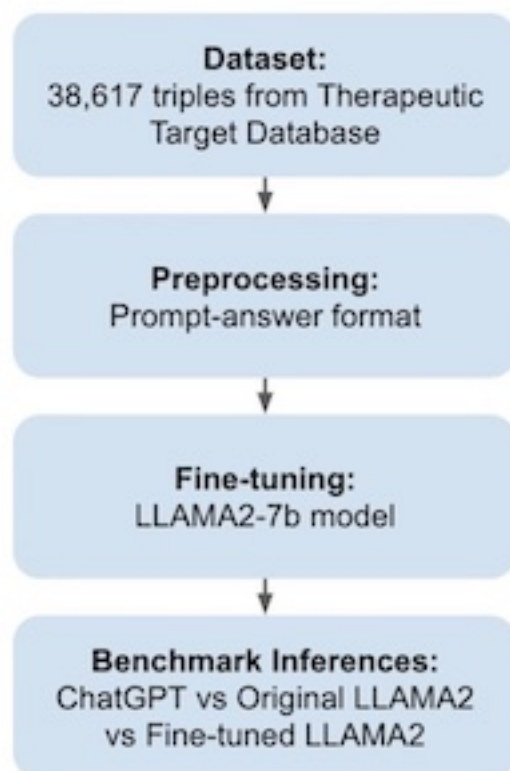 Dataset:
38,617 triples from Therapeutic
Target Database
Preprocessing:
Prompt-answer format
Fine-tuning:
LLAMA2-7b model
Benchmark Inferences:
ChatGPT vs Original LLAMA2
vs Fine-tuned LLAMA2